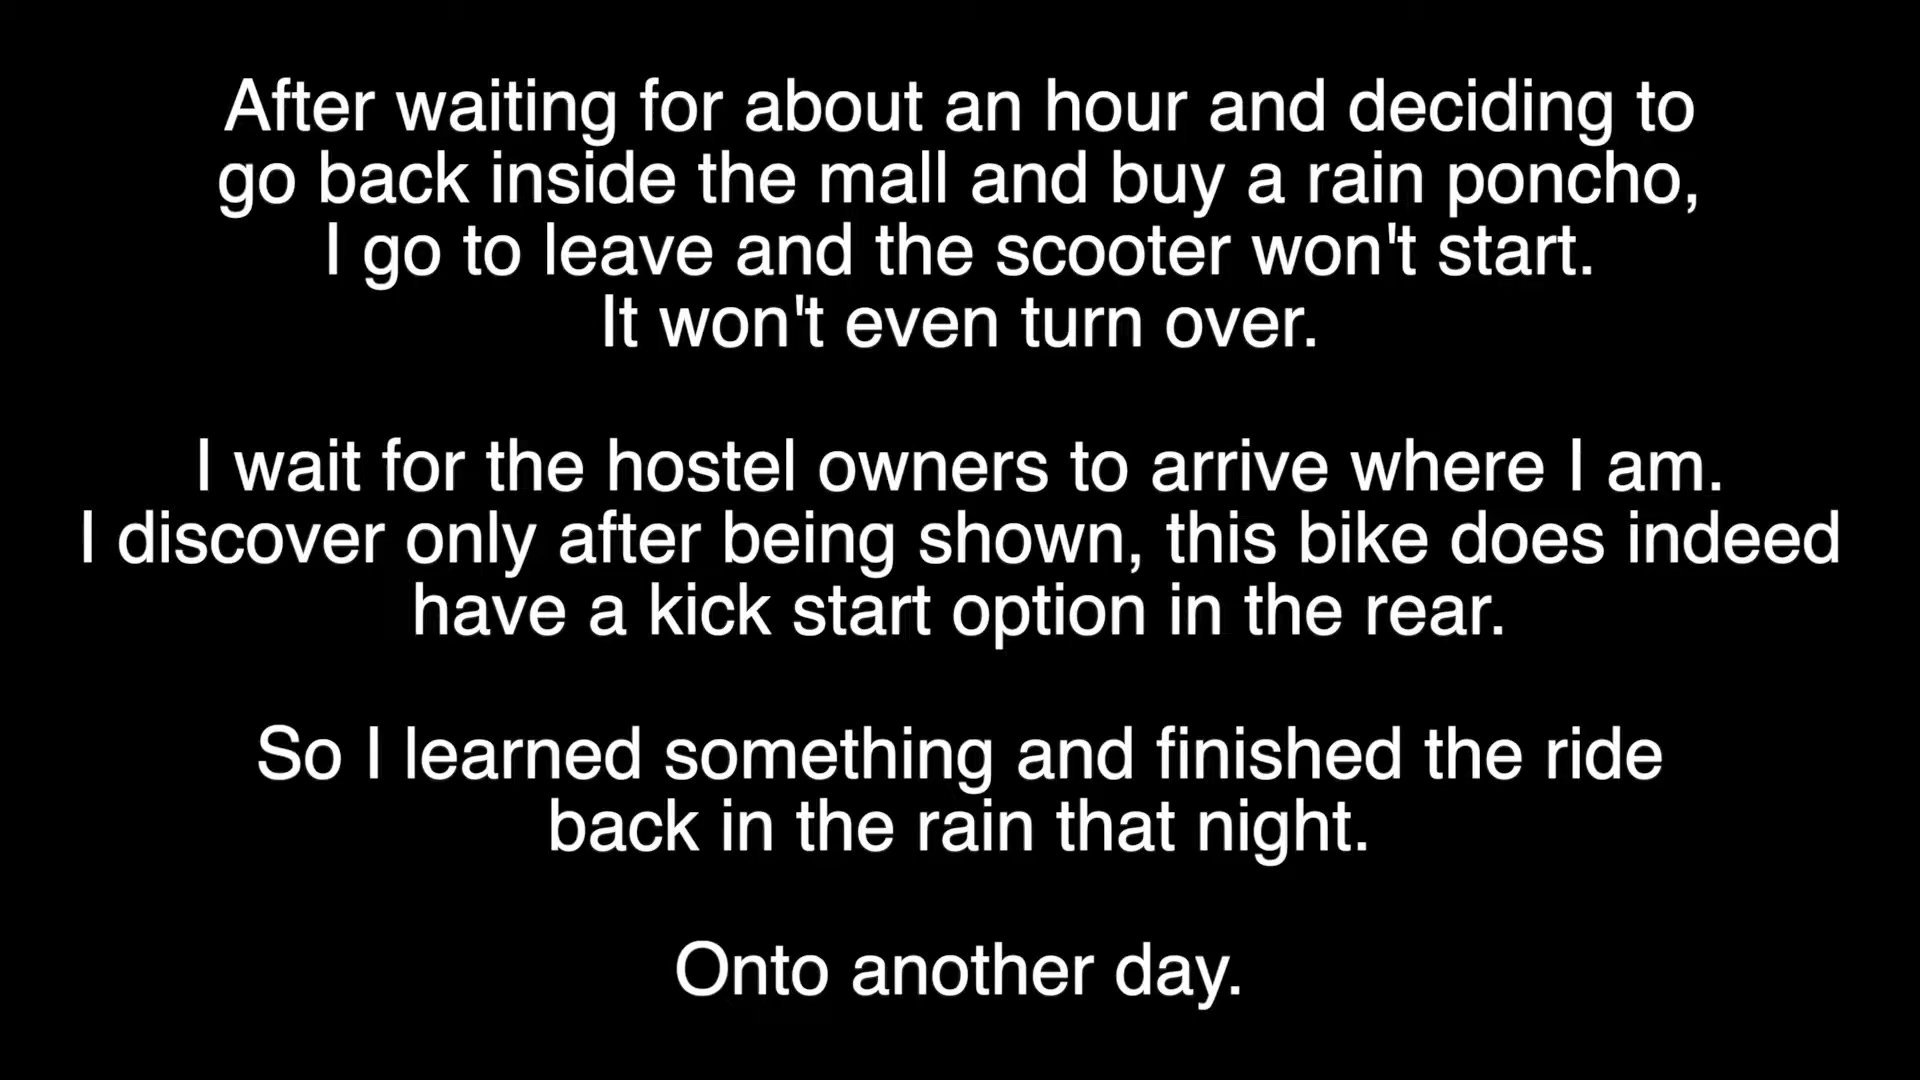 After waiting for about an hour and deciding to
go back inside the mall and buy a rain poncho,
I go to leave and the scooter won't start.
It won't even turn over.
I wait for the hostel owners to arrive where I am.
I discover only after being shown, this bike does indeed
have a kick start option in the rear.
So I learned something and finished the ride
back in the rain that night.
Onto another day.